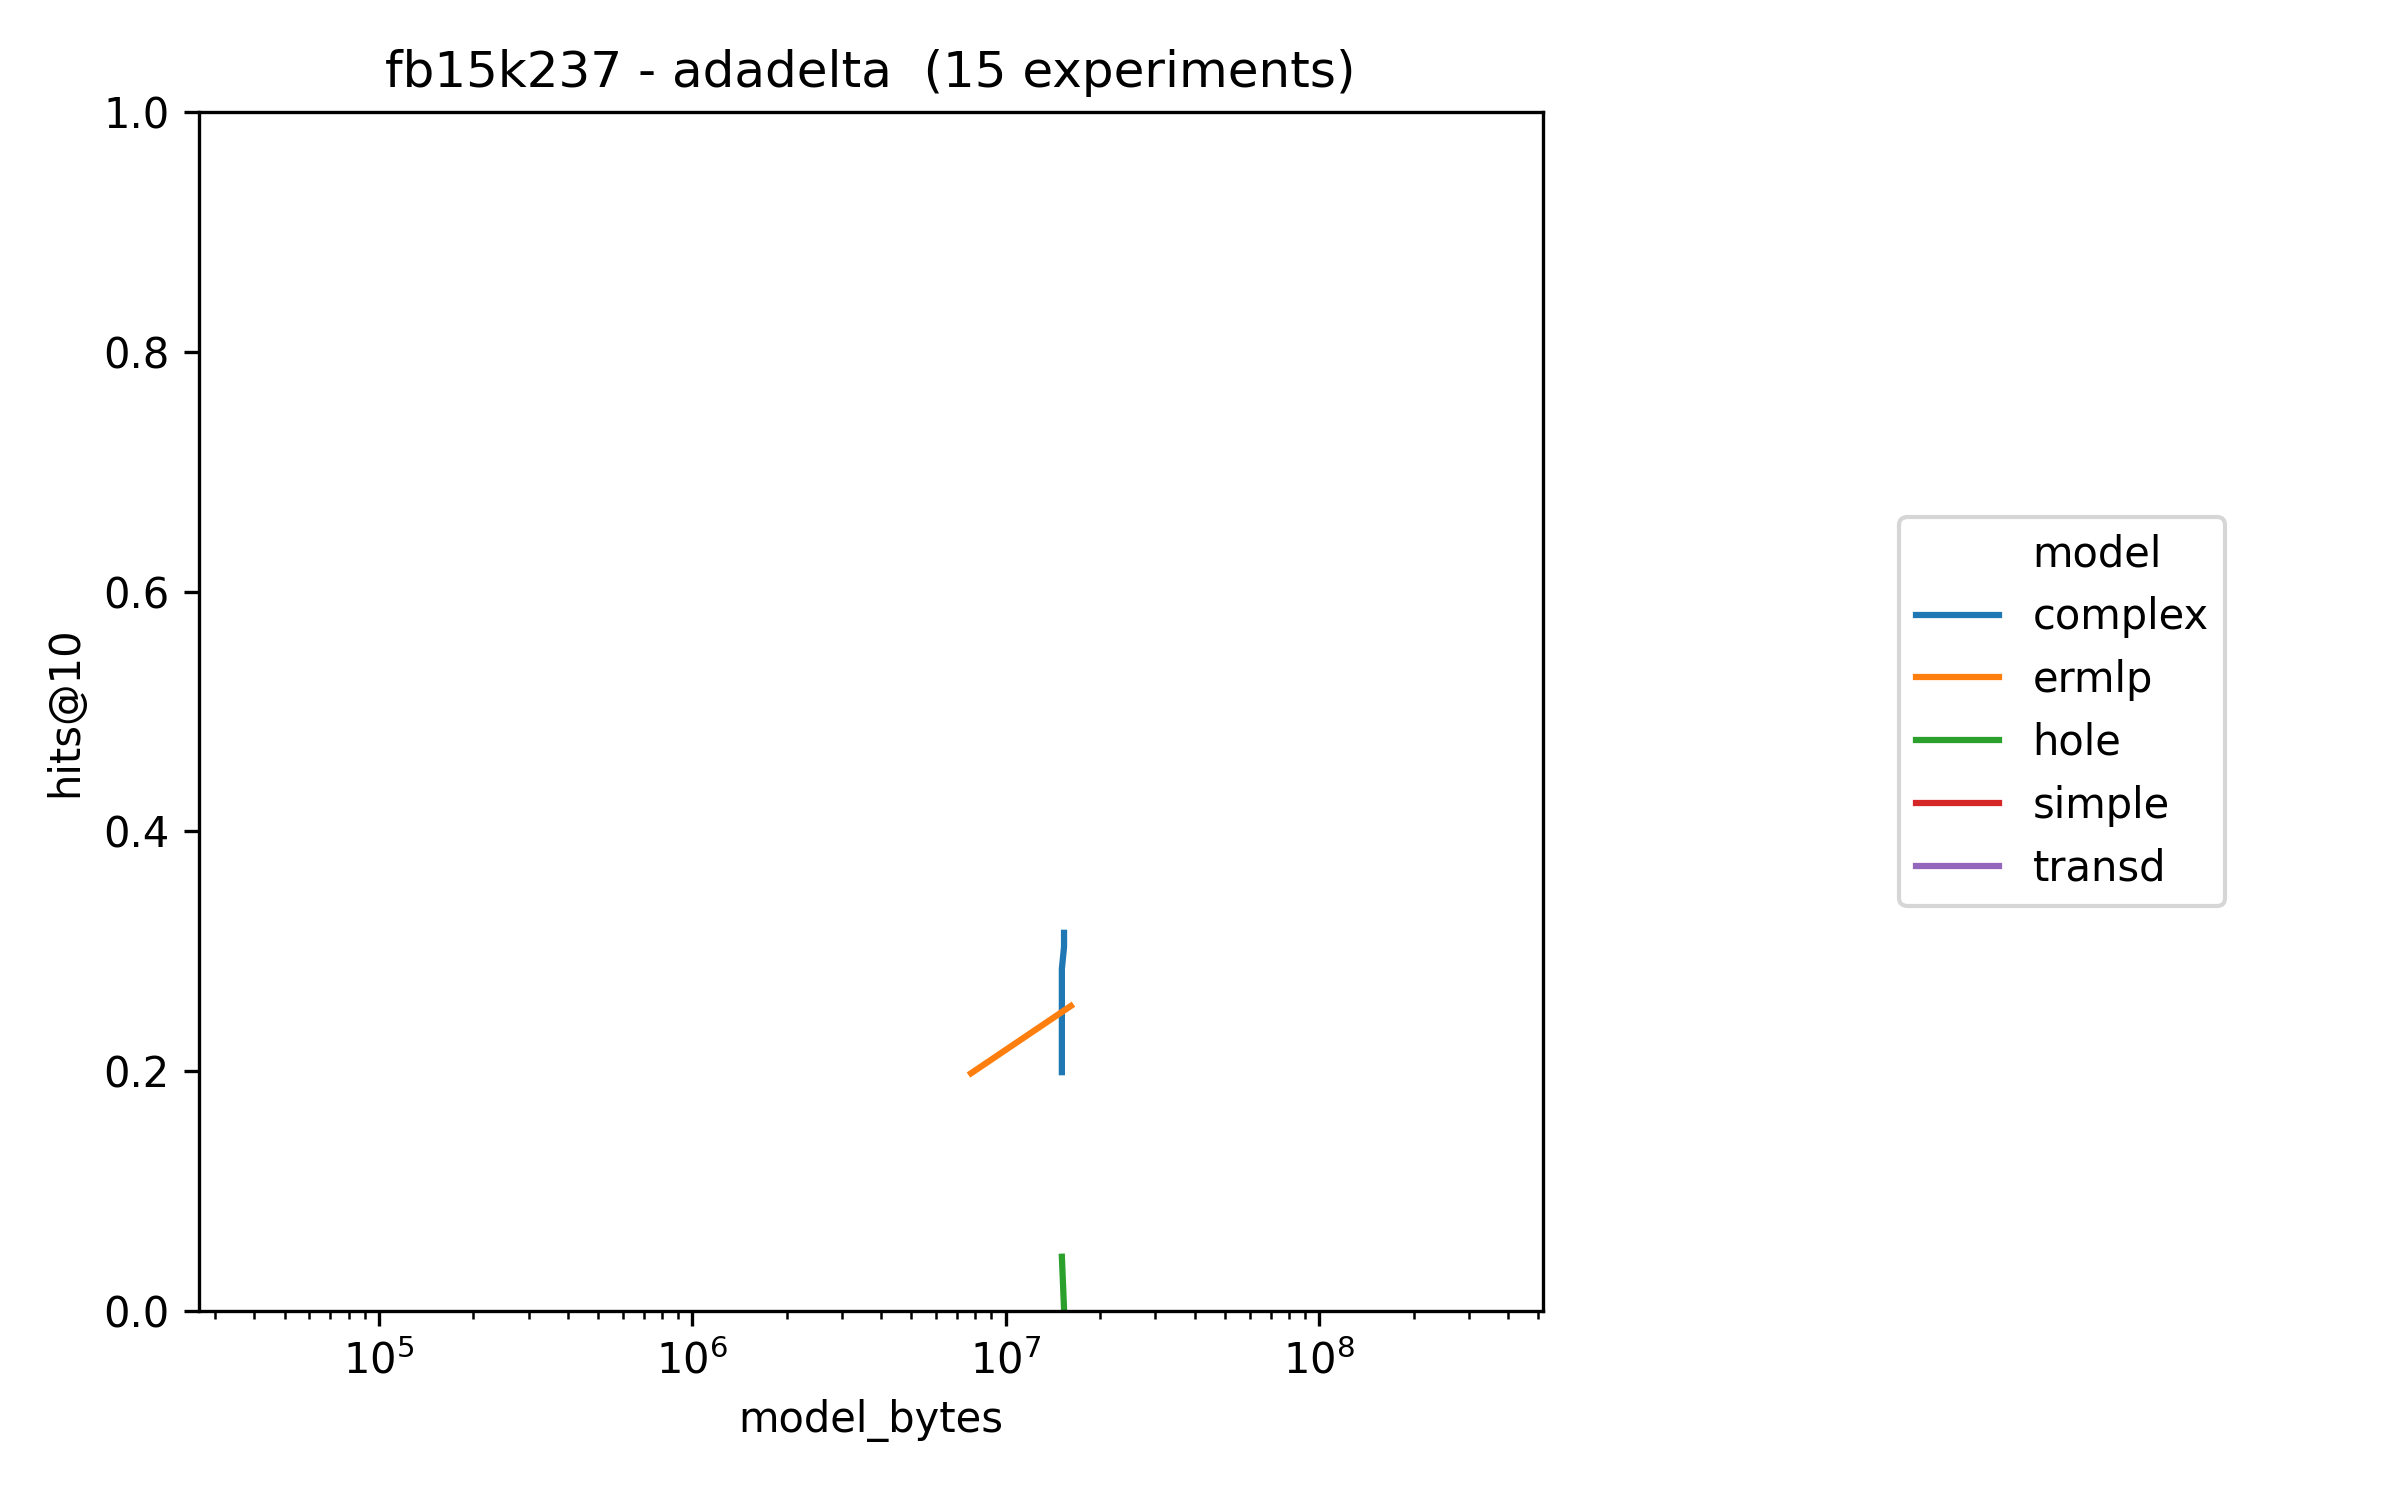 fb15k237 - adadelta  (15 experiments)
1.0
0.8
0.6
0.4
0.2
0.0
hits@10
10⁵
10⁶
10⁷
10⁸
model_bytes
model
complex
ermlp
hole
simple
transd